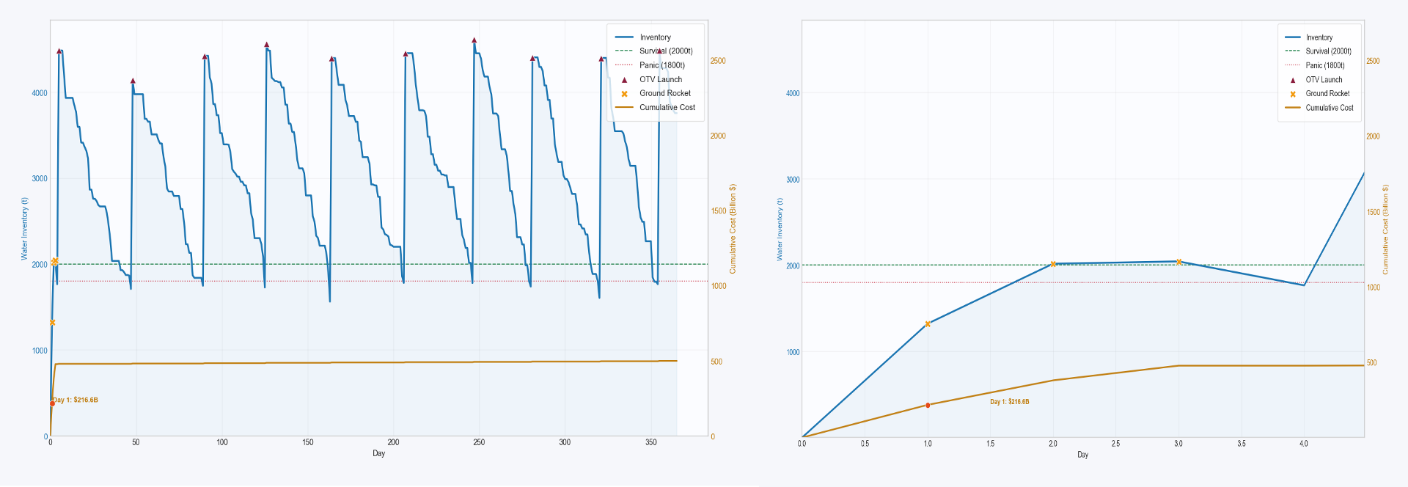 Inventory
Survival (2000t)
Panic (1800t)
OTV Launch
Ground Rocket
Cumulative Cost
4000
3000
2000
1000
0
Water Inventory (t)
2500
2000
1500
1000
500
0
Cumulative Cost (Billion $)
Day 1: $216.6B
0
50
100
150
200
250
300
350
Day
Inventory
Survival (2000t)
Panic (1800t)
OTV Launch
Ground Rocket
Cumulative Cost
4000
3000
2000
1000
Water Inventory (t)
2500
2000
1500
1000
500
Cumulative Cost (Billion $)
Day 1: $216.6B
0.0
0.5
1.0
1.5
2.0
2.5
3.0
3.5
4.0
Day